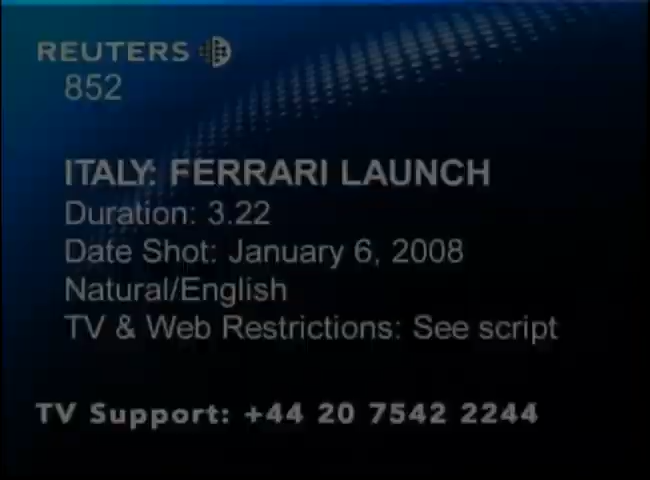 REUTERS
852
ITALY: FERRARI LAUNCH
Duration: 3.22
Date Shot: January 6, 2008
Natural/English
TV & Web Restrictions: See script
TV Support: +44 20 7542 2244